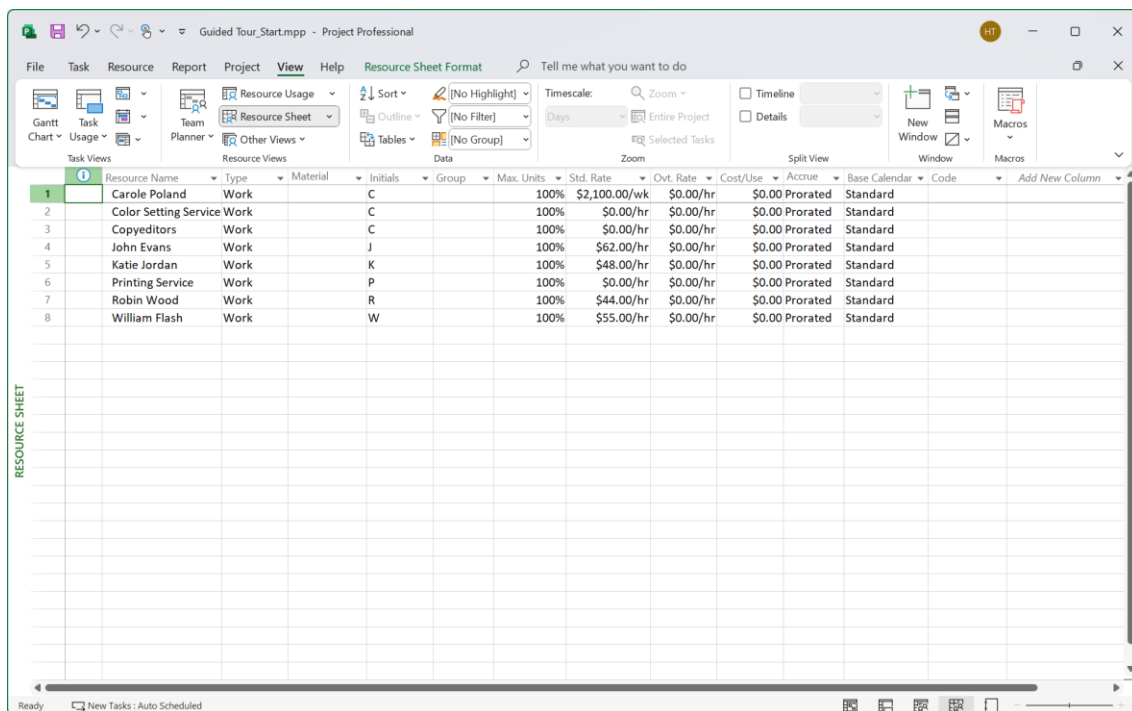 Guided Tour_Start.mpp - Project Professional
HT
File Task Resource Report Project View Help Resource Sheet Format Tell me what you want to do
Gantt Chart
Task Usage
Task Views
Team Planner
Resource Usage
Resource Sheet
Other Views
Resource Views
Sort
Outline
Tables
[No Highlight]
[No Filter]
[No Group]
Data
Timescale:
Days
Zoom
Entire Project
Selected Tasks
Zoom
Timeline
Details
Split View
New Window
Window
Macros
Macros
Resource Name Type Material Initials Group Max. Units Std. Rate Ovt. Rate Cost/Use Accrue Base Calendar Code Add New Column
1 Carole Poland Work C 100% $2,100.00/wk $0.00/hr $0.00 Prorated Standard
2 Color Setting Service Work C 100% $0.00/hr $0.00/hr $0.00 Prorated Standard
3 Copyeditors Work C 100% $0.00/hr $0.00/hr $0.00 Prorated Standard
4 John Evans Work J 100% $62.00/hr $0.00/hr $0.00 Prorated Standard
5 Katie Jordan Work K 100% $48.00/hr $0.00/hr $0.00 Prorated Standard
6 Printing Service Work P 100% $0.00/hr $0.00/hr $0.00 Prorated Standard
7 Robin Wood Work R 100% $44.00/hr $0.00/hr $0.00 Prorated Standard
8 William Flash Work W 100% $55.00/hr $0.00/hr $0.00 Prorated Standard
RESOURCE SHEET
Ready New Tasks : Auto Scheduled